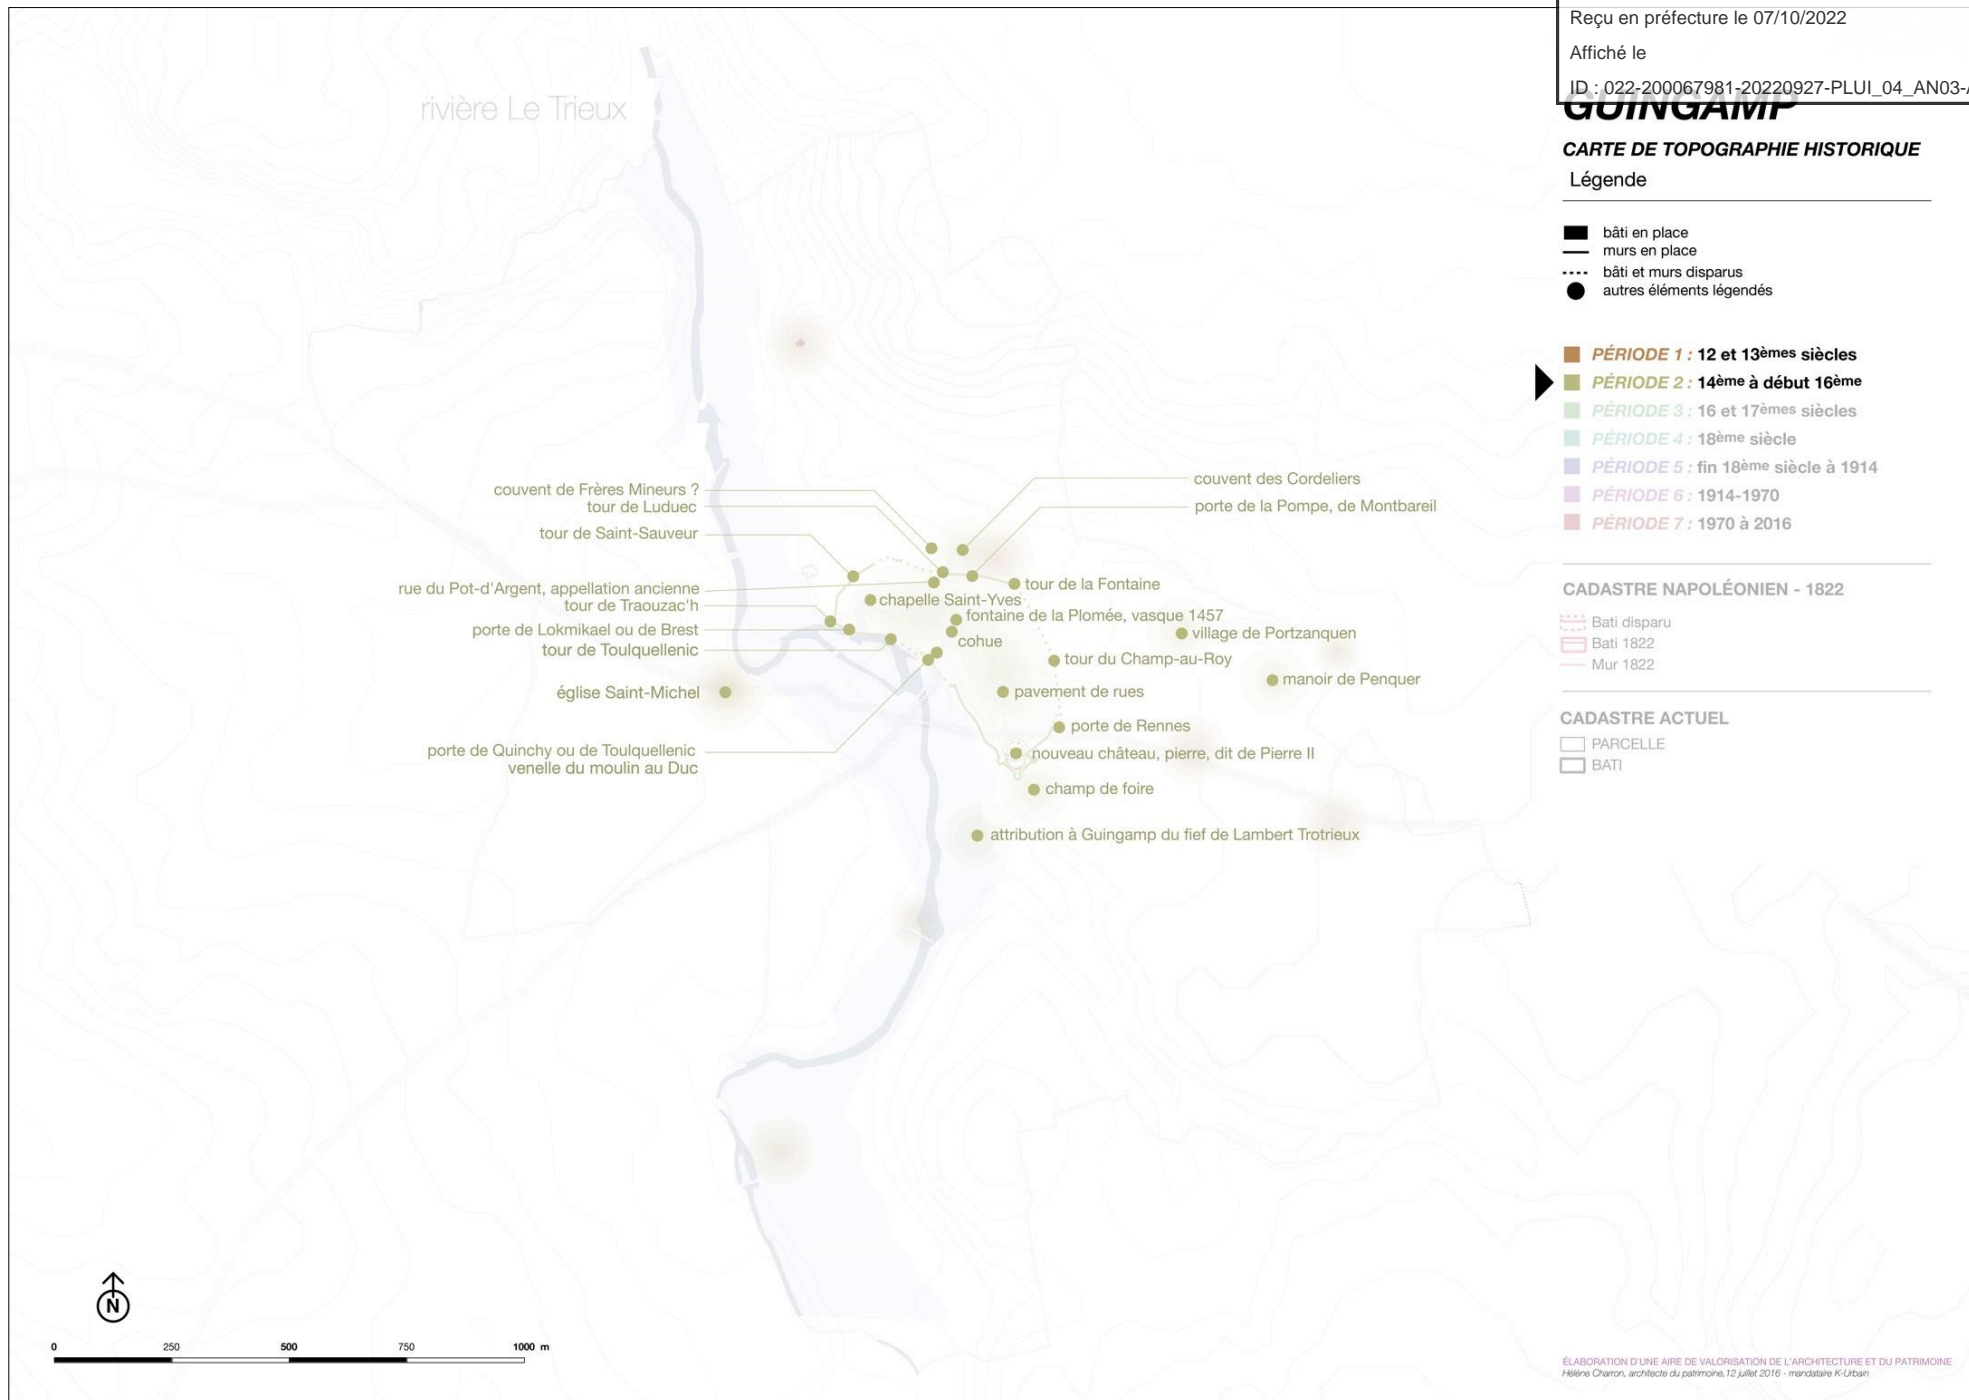 Reçu en préfecture le 07/10/2022
Affiché le
ID : 022-200067981-20220927-PLUI_04_AN03-
GUINGAMP
CARTE DE TOPOGRAPHIE HISTORIQUE
Légende
bâti en place
murs en place
bâti et murs disparus
autres éléments légendés
PÉRIODE 1 : 12 et 13èmes siècles
PÉRIODE 2 : 14ème à début 16ème
PÉRIODE 3 : 16 et 17èmes siècles
PÉRIODE 4 : 18ème siècle
PÉRIODE 5 : fin 18ème siècle à 1914
PÉRIODE 6 : 1914-1970
PÉRIODE 7 : 1970 à 2016
CADASTRE NAPOLÉONIEN - 1822
Bati disparu
Bati 1822
Mur 1822
CADASTRE ACTUEL
PARCELLE
BATI
rivière Le Trieux
couvent de Frères Mineurs ?
tour de Luduec
tour de Saint-Sauveur
rue du Pot-d'Argent, appellation ancienne
tour de Traouzac'h
porte de Lokmikael ou de Brest
tour de Toulquellenic
église Saint-Michel
porte de Quinchy ou de Toulquellenic
venelle du moulin au Duc
couvent des Cordeliers
porte de la Pompe, de Montbareil
tour de la Fontaine
chapelle Saint-Yves
fontaine de la Plomée, vasque 1457
cohue
village de Portzanquen
tour du Champ-au-Roy
manoir de Penquer
pavement de rues
porte de Rennes
nouveau château, pierre, dit de Pierre II
champ de foire
attribution à Guingamp du fief de Lambert Trotrieux
N
0 250 500 750 1000 m
ÉLABORATION D'UNE AIRE DE VALORISATION DE L'ARCHITECTURE ET DU PATRIMOINE
Hélène Charron, architecte du patrimoine,12 juillet 2016 - mandataire K-Urbain